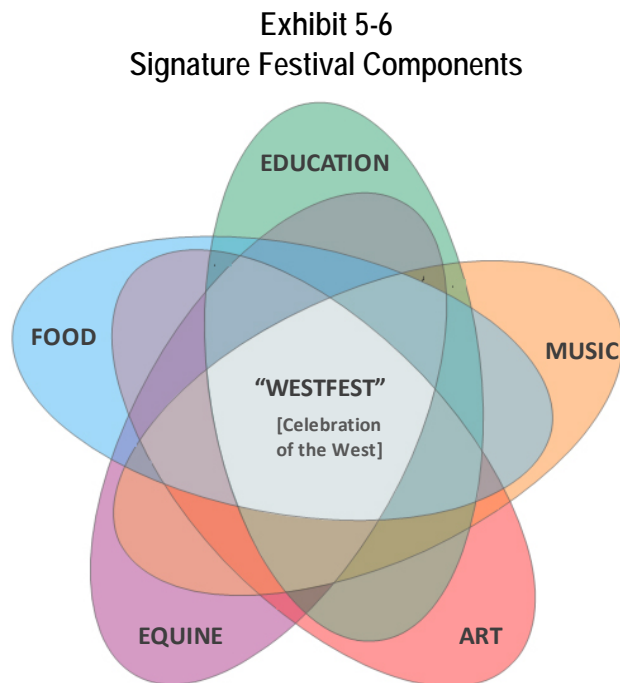 Exhibit 5-6
Signature Festival Components
EDUCATION
FOOD
MUSIC
“WESTFEST”
[Celebration
of the West]
EQUINE
ART